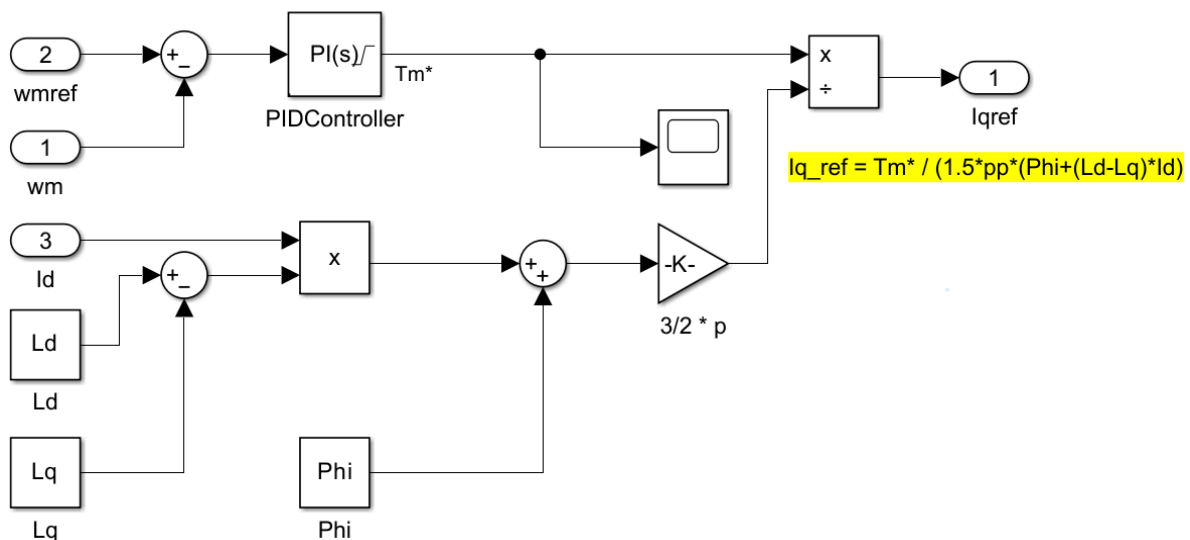 2
wmref
+
−
PI(s)
PIDController
Tm*
x
÷
1
Iqref
1
wm
Iq_ref = Tm* / (1.5*pp*(Phi+(Ld-Lq)*Id)
3
Id
+
−
x
+
+
-K-
3/2 * p
Ld
Ld
Lq
Lq
Phi
Phi